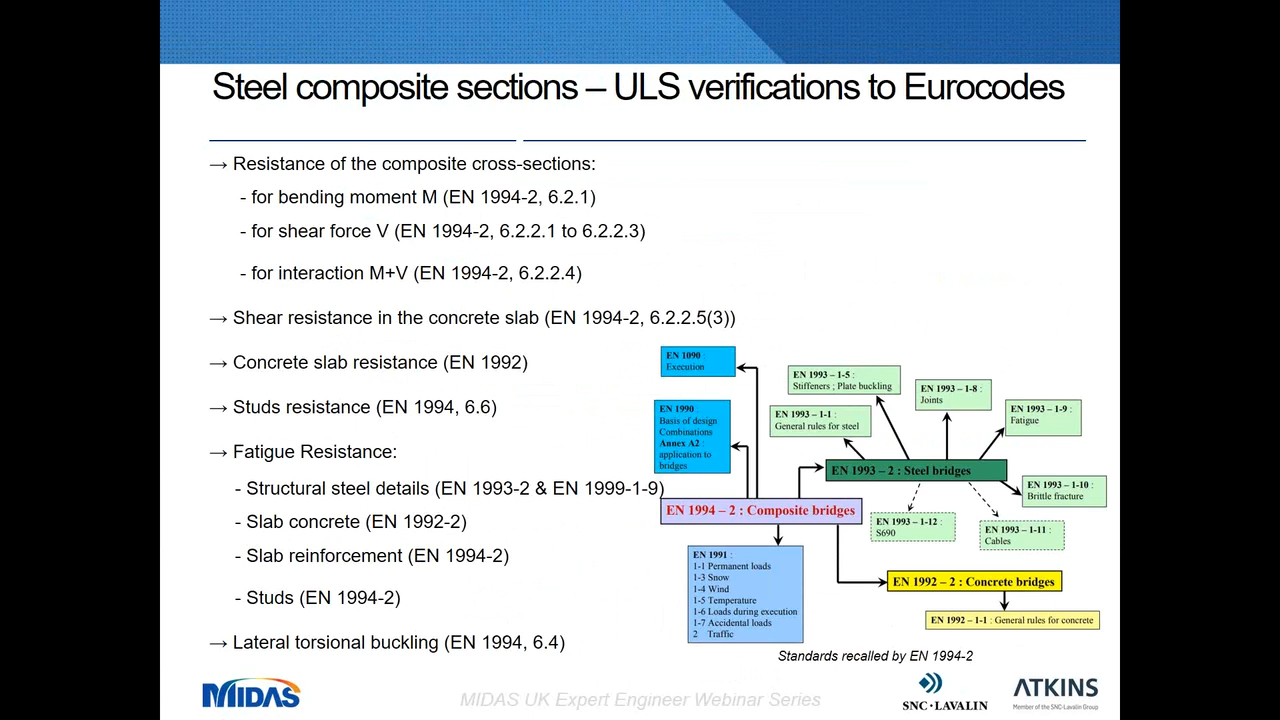 Steel composite sections – ULS verifications to Eurocodes
→ Resistance of the composite cross-sections:
- for bending moment M (EN 1994-2, 6.2.1)
- for shear force V (EN 1994-2, 6.2.2.1 to 6.2.2.3)
- for interaction M+V (EN 1994-2, 6.2.2.4)
→ Shear resistance in the concrete slab (EN 1994-2, 6.2.2.5(3))
→ Concrete slab resistance (EN 1992)
→ Studs resistance (EN 1994, 6.6)
→ Fatigue Resistance:
- Structural steel details (EN 1993-2 & EN 1999-1-9)
- Slab concrete (EN 1992-2)
- Slab reinforcement (EN 1994-2)
- Studs (EN 1994-2)
→ Lateral torsional buckling (EN 1994, 6.4)
EN 1090 :
Execution
EN 1990 :
Basis of design
Combinations
Annex A2 :
application to
bridges
EN 1993 – 1-5 :
Stiffeners ; Plate buckling
EN 1993 – 1-8 :
Joints
EN 1993 – 1-1 :
General rules for steel
EN 1993 – 1-9 :
Fatigue
EN 1993 – 2 : Steel bridges
EN 1993 – 1-10 :
Brittle fracture
EN 1994 – 2 : Composite bridges
EN 1993 – 1-12 :
S690
EN 1993 – 1-11 :
Cables
EN 1991 :
1-1 Permanent loads
1-3 Snow
1-4 Wind
1-5 Temperature
1-6 Loads during execution
1-7 Accidental loads
2 Traffic
EN 1992 – 2 : Concrete bridges
EN 1992 – 1-1 : General rules for concrete
Standards recalled by EN 1994-2
MIDAS
MIDAS UK Expert Engineer Webinar Series
SNC • LAVALIN
ATKINS
Member of the SNC-Lavalin Group